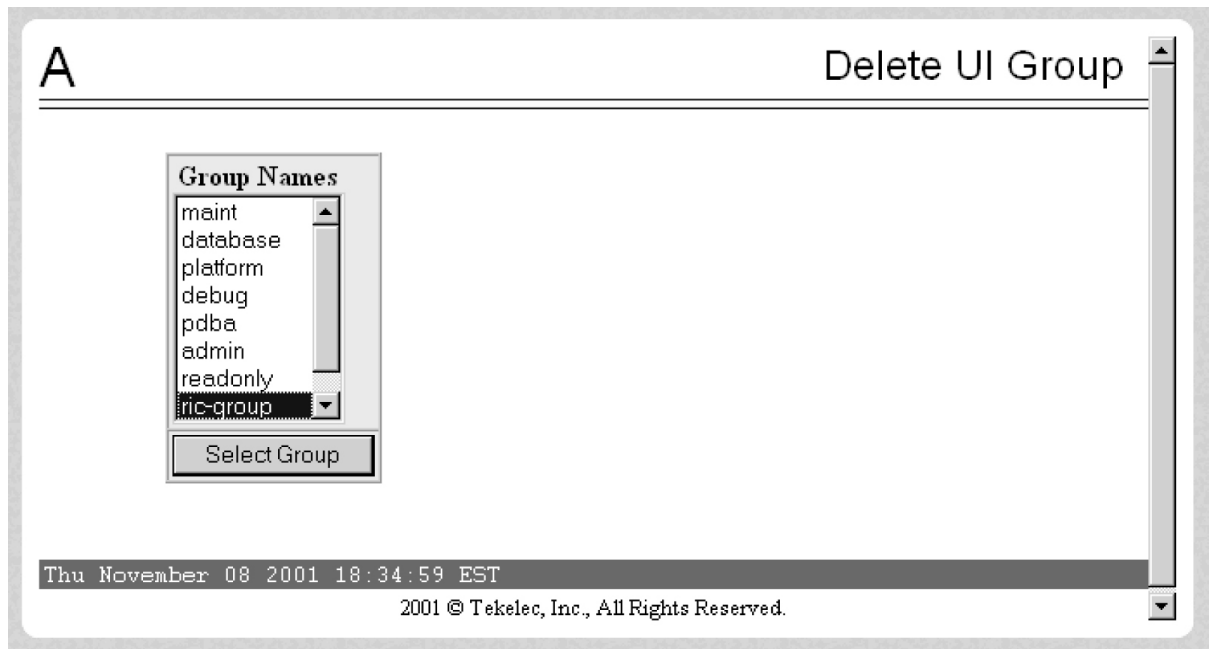 A
Delete UI Group
Group Names
maint
database
platform
debug
pdba
admin
readonly
ric-group
Select Group
Thu November 08 2001 18:34:59 EST
2001 © Tekelec, Inc., All Rights Reserved.